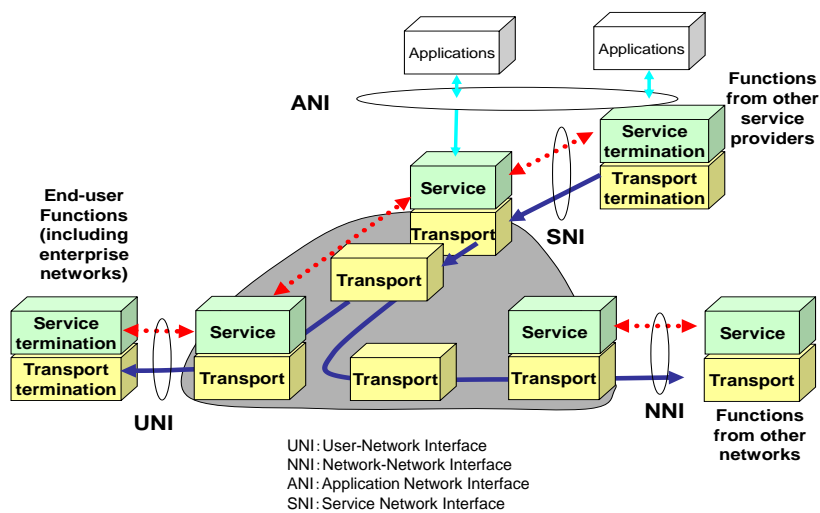 Applications
Applications
ANI
Functions
from other
service
providers
Service
termination
Transport
termination
Service
Transport
SNI
End-user
Functions
(including
enterprise
networks)
Transport
Service
termination
Transport
termination
Service
Transport
Transport
Service
Transport
Service
Transport
UNI
NNI
Functions
from other
networks
UNI:User-Network Interface
NNI:Network-Network Interface
ANI:Application Network Interface
SNI:Service Network Interface